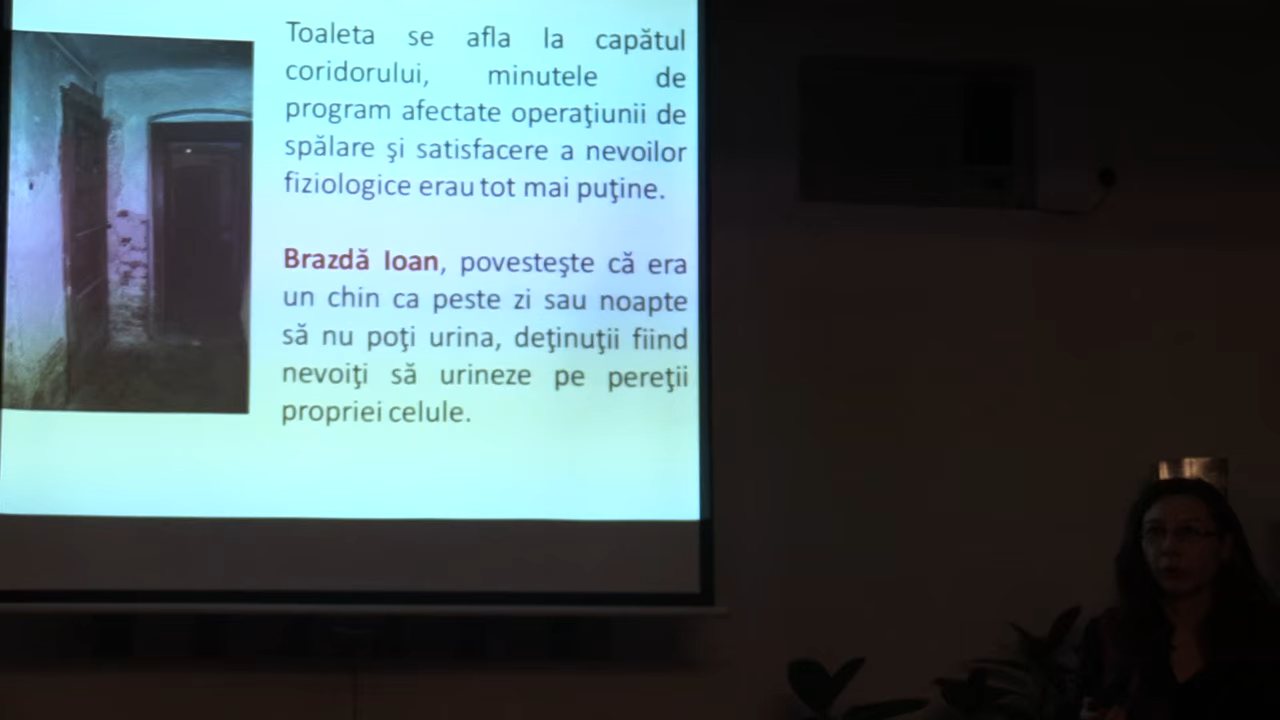 Toaleta se afla la capătul
coridorului, minutele de
program afectate operaţiunii de
spălare şi satisfacere a nevoilor
fiziologice erau tot mai puţine.
Brazdă Ioan, povesteşte că era
un chin ca peste zi sau noapte
să nu poţi urina, deţinuţii fiind
nevoiţi să urineze pe pereţii
propriei celule.